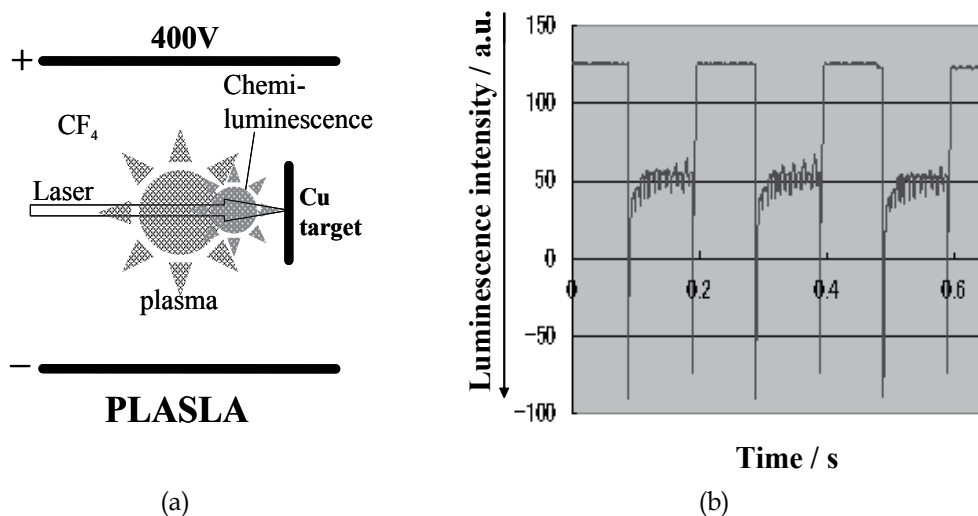 400V
+
CF4
Chemi-
luminescence
Laser
Cu
target
plasma
−
PLASLA
(a)
Luminescence intensity / a.u.
150
100
50
0
−50
−100
0
0.2
0.4
0.6
Time / s
(b)